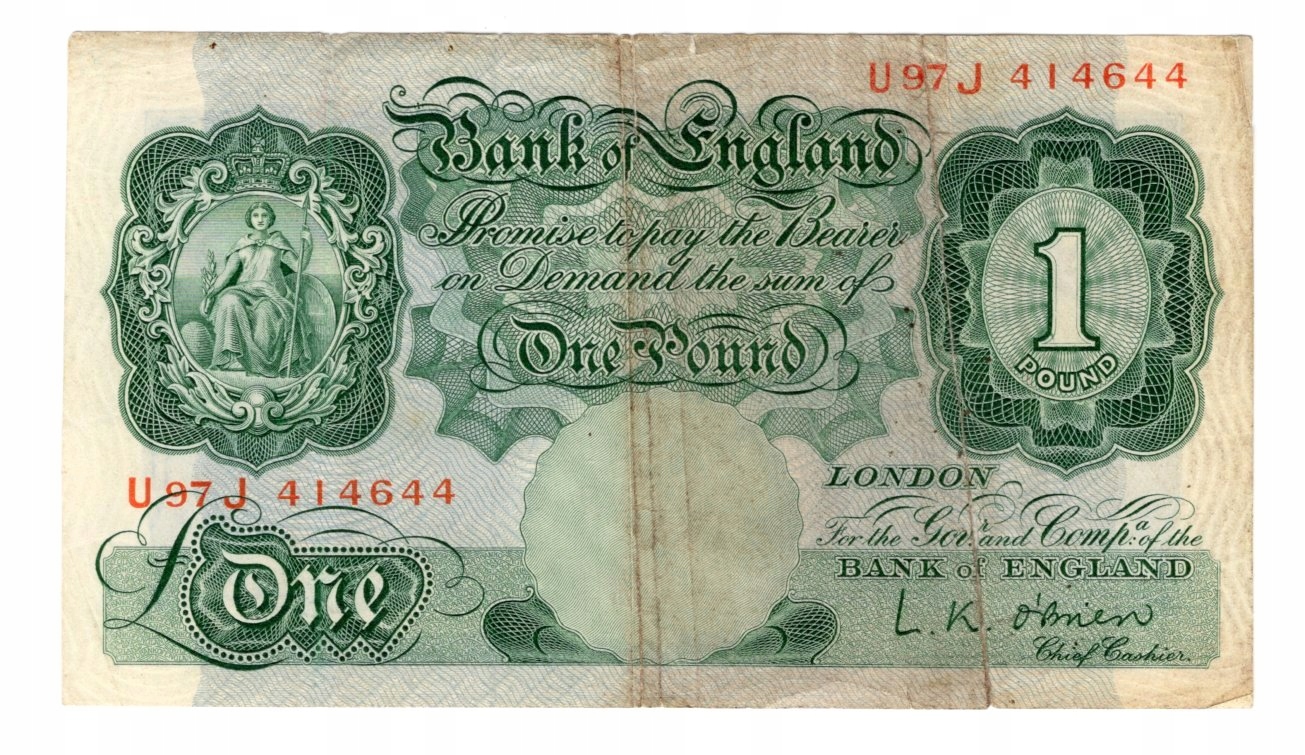 U97J 414644
Bank of England
I Promise to pay the Bearer
on Demand the sum of
One Pound
1
POUND
U97J 414644
LONDON
For the Govr. and Compa. of the
BANK of ENGLAND
£One
L. K. O'Brien
Chief Cashier.